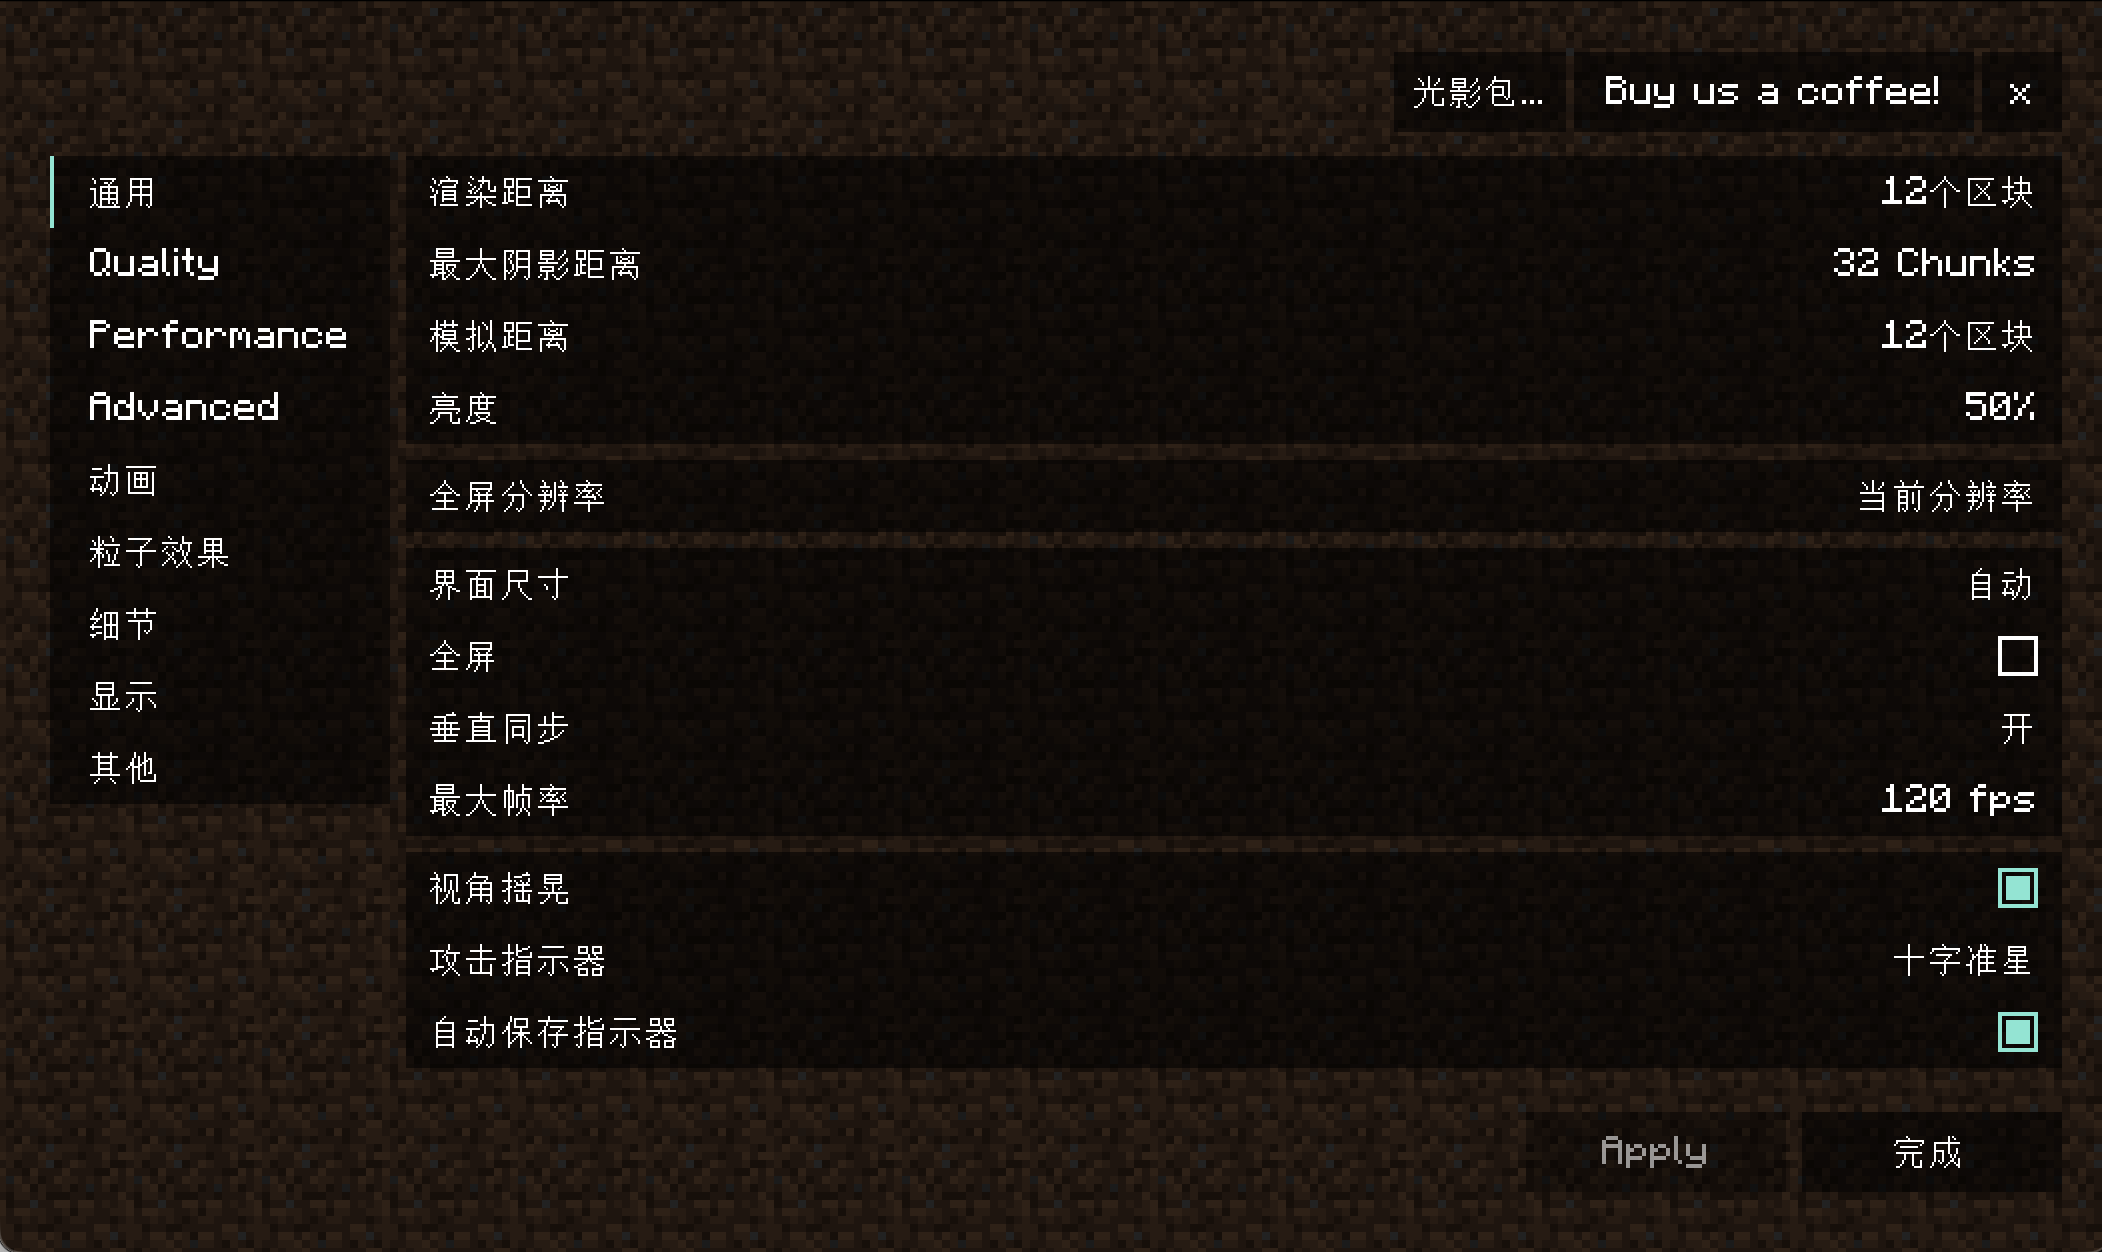 光影包... Buy us a coffee! x
通用
Quality
Performance
Advanced
动画
粒子效果
细节
显示
其他
渲染距离 12个区块
最大阴影距离 32 Chunks
模拟距离 12个区块
亮度 50%
全屏分辨率 当前分辨率
界面尺寸 自动
全屏
垂直同步 开
最大帧率 120 fps
视角摇晃
攻击指示器 十字准星
自动保存指示器
Apply 完成